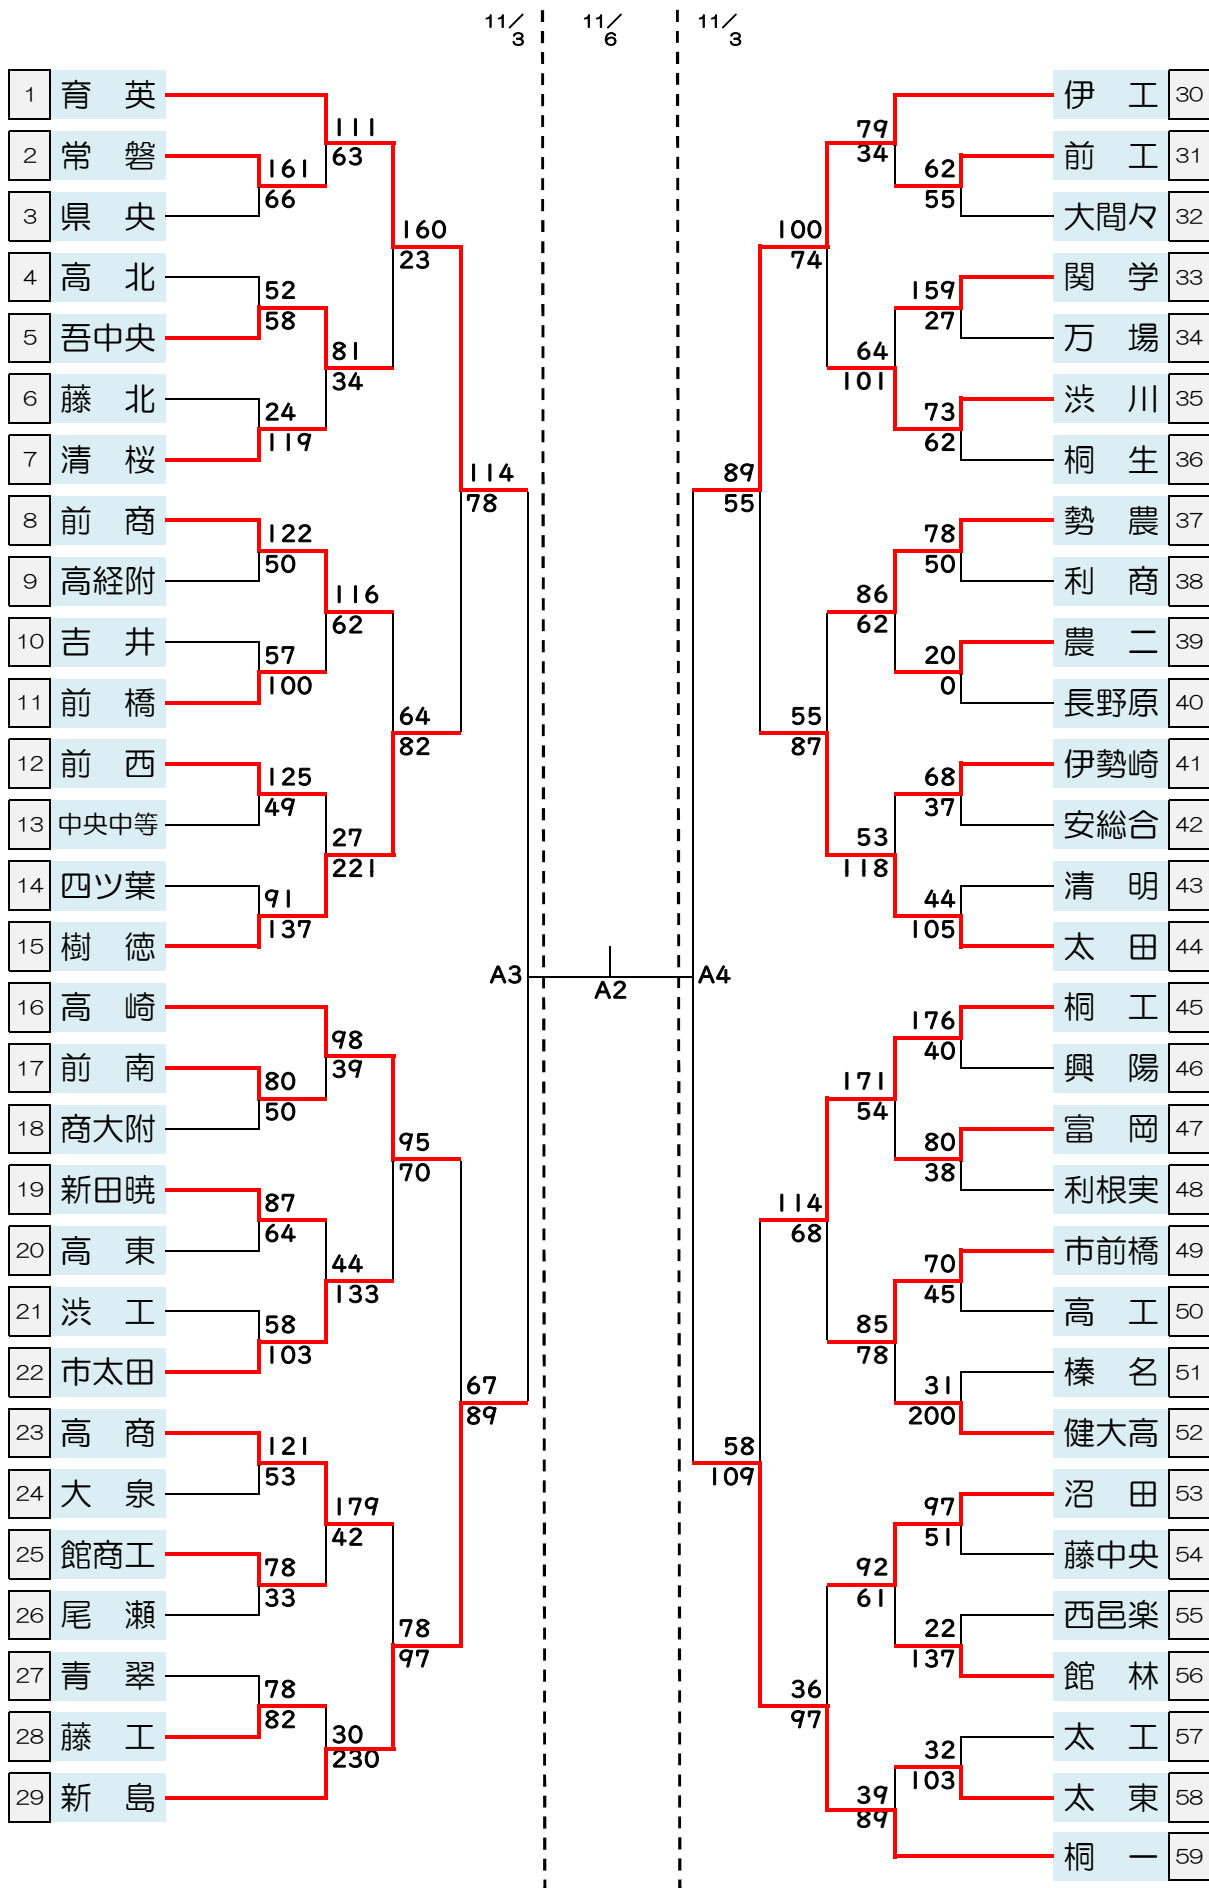 11/3
11/6
11/3
1 育 英
2 常 磐
3 県 央
4 高 北
5 吾中央
6 藤 北
7 清 桜
8 前 商
9 高経附
10 吉 井
11 前 橋
12 前 西
13 中央中等
14 四ツ葉
15 樹 徳
16 高 崎
17 前 南
18 商大附
19 新田暁
20 高 東
21 渋 工
22 市太田
23 高 商
24 大 泉
25 館商工
26 尾 瀬
27 青 翠
28 藤 工
29 新 島
161
66
52
58
24
119
122
50
57
100
125
49
91
137
80
50
87
64
58
103
121
53
78
33
78
82
111
63
81
34
116
62
27
221
98
39
44
133
179
42
30
230
160
23
64
82
95
70
78
97
114
78
67
89
A3
A2
A4
89
55
58
109
100
74
55
87
114
68
36
97
79
34
64
101
86
62
53
118
171
54
85
78
92
61
39
89
62
55
159
27
73
62
78
50
20
0
68
37
44
105
176
40
80
38
70
45
31
200
97
51
22
137
32
103
伊 工 30
前 工 31
大間々 32
関 学 33
万 場 34
渋 川 35
桐 生 36
勢 農 37
利 商 38
農 二 39
長野原 40
伊勢崎 41
安総合 42
清 明 43
太 田 44
桐 工 45
興 陽 46
富 岡 47
利根実 48
市前橋 49
高 工 50
榛 名 51
健大高 52
沼 田 53
藤中央 54
西邑楽 55
館 林 56
太 工 57
太 東 58
桐 一 59